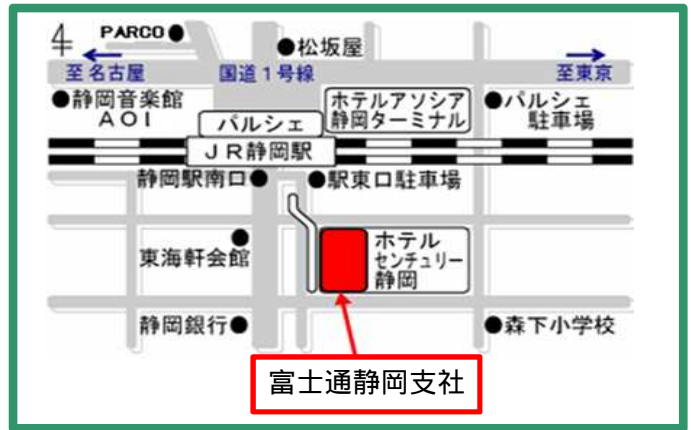 PARCO●
●松坂屋
至名古屋
国道1号線
至東京
●静岡音楽館
AOI
パルシェ
ホテルアソシア
静岡ターミナル
●パルシェ
駐車場
JR静岡駅
静岡駅南口●
●駅東口駐車場
東海軒会館
ホテル
センチュリー
静岡
静岡銀行●
●森下小学校
富士通静岡支社